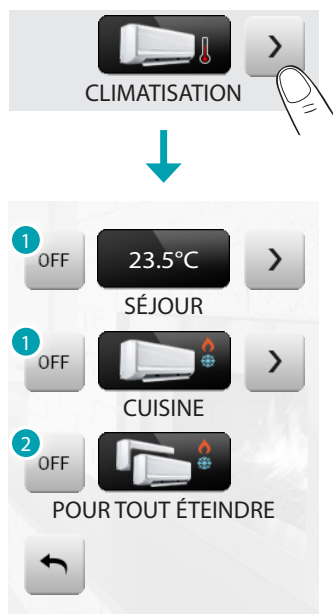 CLIMATISATION
1
OFF 23.5°C
SÉJOUR
1
OFF
CUISINE
2
OFF
POUR TOUT ÉTEINDRE